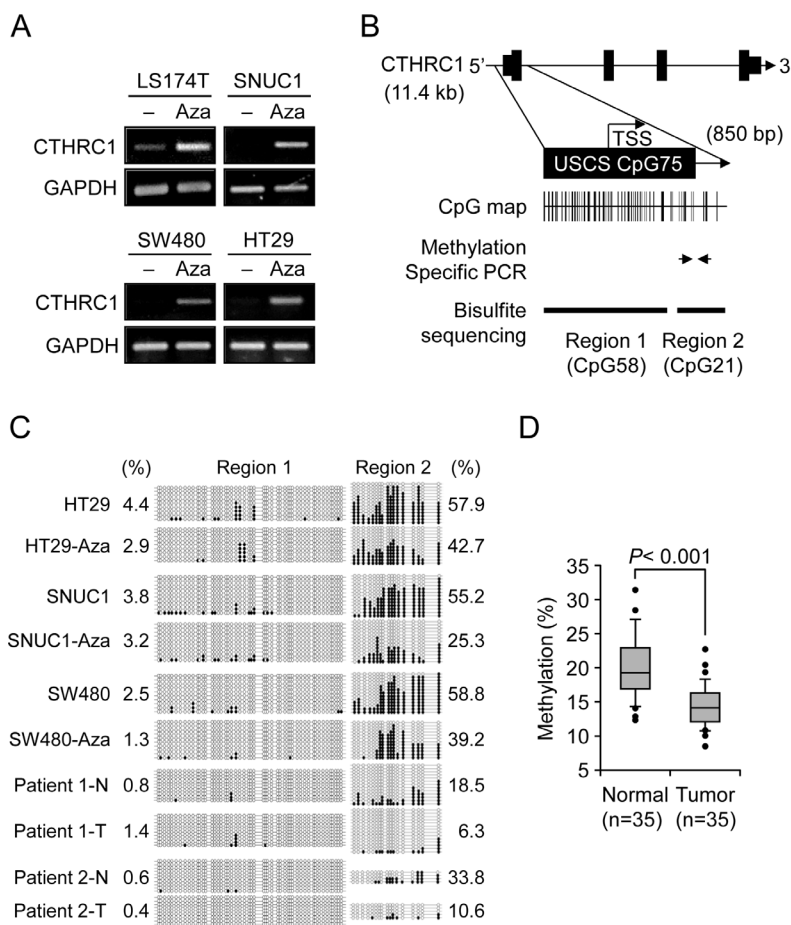 A
LS174T SNUC1
– Aza – Aza
CTHRC1
GAPDH
SW480 HT29
– Aza – Aza
CTHRC1
GAPDH
B
CTHRC1 5’ 3
(11.4 kb)
TSS (850 bp)
USCS CpG75
CpG map
Methylation
Specific PCR
Bisulfite
sequencing
Region 1 Region 2
(CpG58) (CpG21)
C
(%) Region 1 Region 2 (%)
HT29 4.4 57.9
HT29-Aza 2.9 42.7
SNUC1 3.8 55.2
SNUC1-Aza 3.2 25.3
SW480 2.5 58.8
SW480-Aza 1.3 39.2
Patient 1-N 0.8 18.5
Patient 1-T 1.4 6.3
Patient 2-N 0.6 33.8
Patient 2-T 0.4 10.6
D
P< 0.001
Methylation (%)
35
30
25
20
15
10
5
Normal Tumor
(n=35) (n=35)